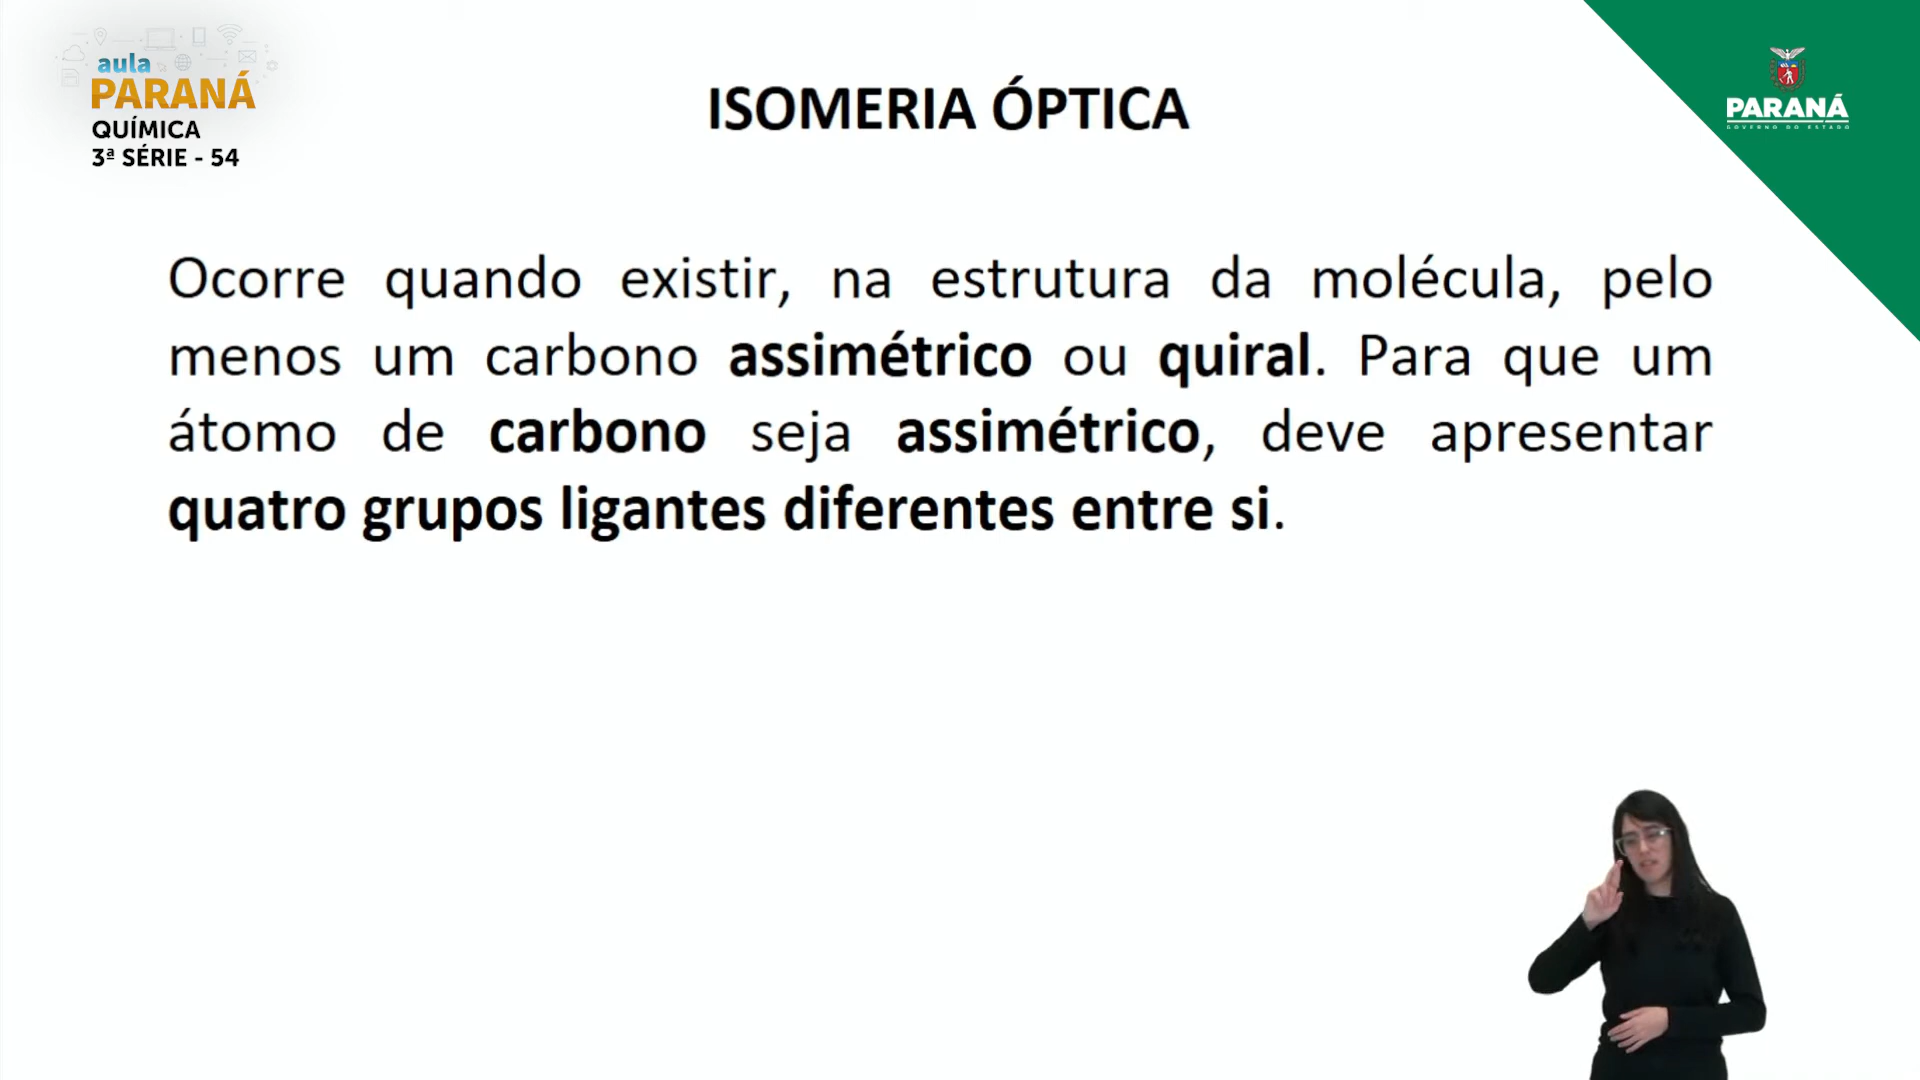 aula
PARANÁ
QUÍMICA
3ª SÉRIE - 54
ISOMERIA ÓPTICA
PARANÁ
GOVERNO DO ESTADO
Ocorre quando existir, na estrutura da molécula, pelo
menos um carbono assimétrico ou quiral. Para que um
átomo de carbono seja assimétrico, deve apresentar
quatro grupos ligantes diferentes entre si.